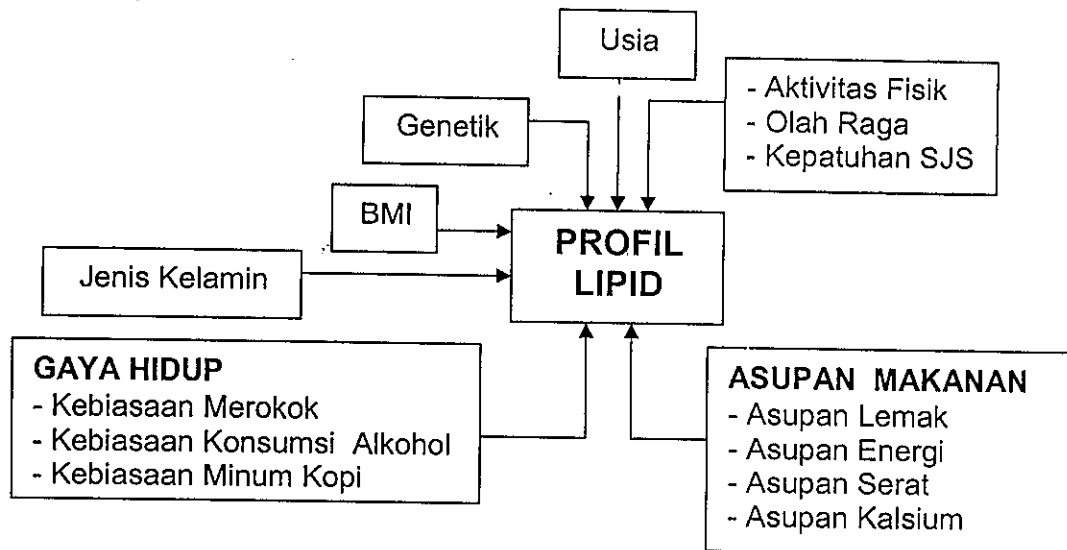 Usia
- Aktivitas Fisik
- Olah Raga
- Kepatuhan SJS
Genetik
BMI
PROFIL
LIPID
Jenis Kelamin
GAYA HIDUP
- Kebiasaan Merokok
- Kebiasaan Konsumsi Alkohol
- Kebiasaan Minum Kopi
ASUPAN MAKANAN
- Asupan Lemak
- Asupan Energi
- Asupan Serat
- Asupan Kalsium